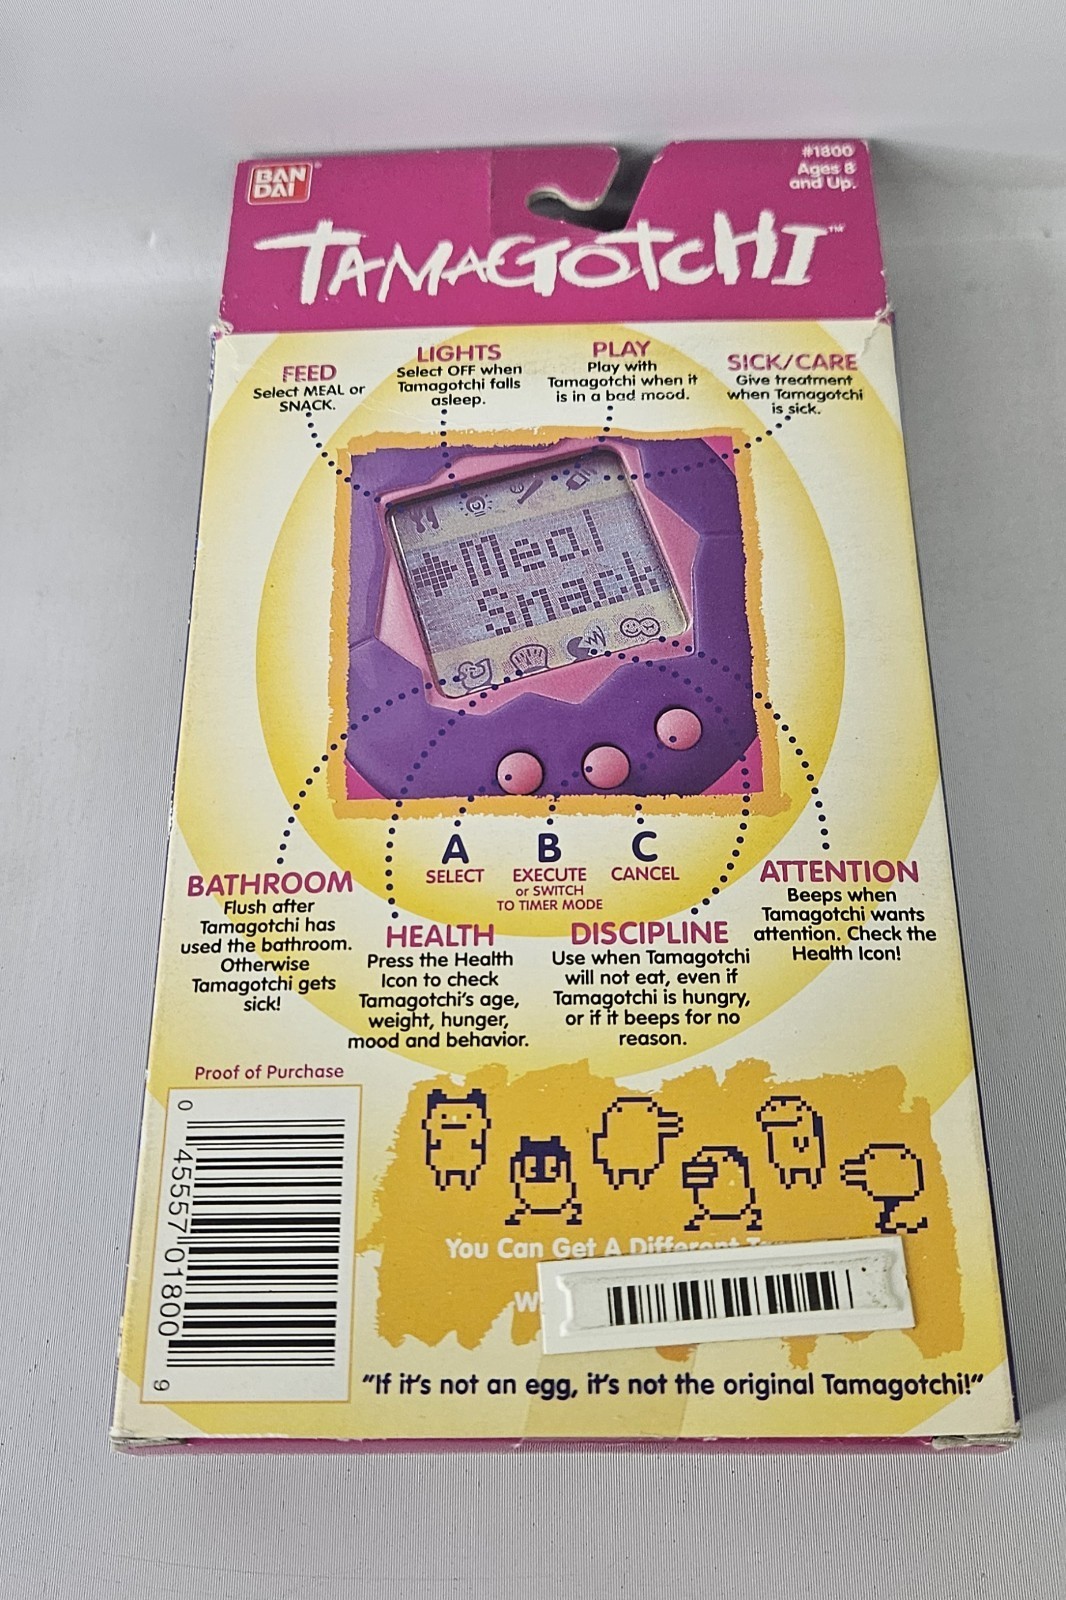 BAN
DAI
#1800
Ages 8
and Up.
TAMAGOTCHI™
FEED
Select MEAL or
SNACK.
LIGHTS
Select OFF when
Tamagotchi falls
asleep.
PLAY
Play with
Tamagotchi when it
is in a bad mood.
SICK/CARE
Give treatment
when Tamagotchi
is sick.
Meal
Snack
A
SELECT
B
EXECUTE
or SWITCH
TO TIMER MODE
C
CANCEL
BATHROOM
Flush after
Tamagotchi has
used the bathroom.
Otherwise
Tamagotchi gets
sick!
HEALTH
Press the Health
Icon to check
Tamagotchi's age,
weight, hunger,
mood and behavior.
DISCIPLINE
Use when Tamagotchi
will not eat, even if
Tamagotchi is hungry,
or if it beeps for no
reason.
ATTENTION
Beeps when
Tamagotchi wants
attention. Check the
Health Icon!
Proof of Purchase
0 45557 01800 9
You Can Get A Different
"If it's not an egg, it's not the original Tamagotchi!"